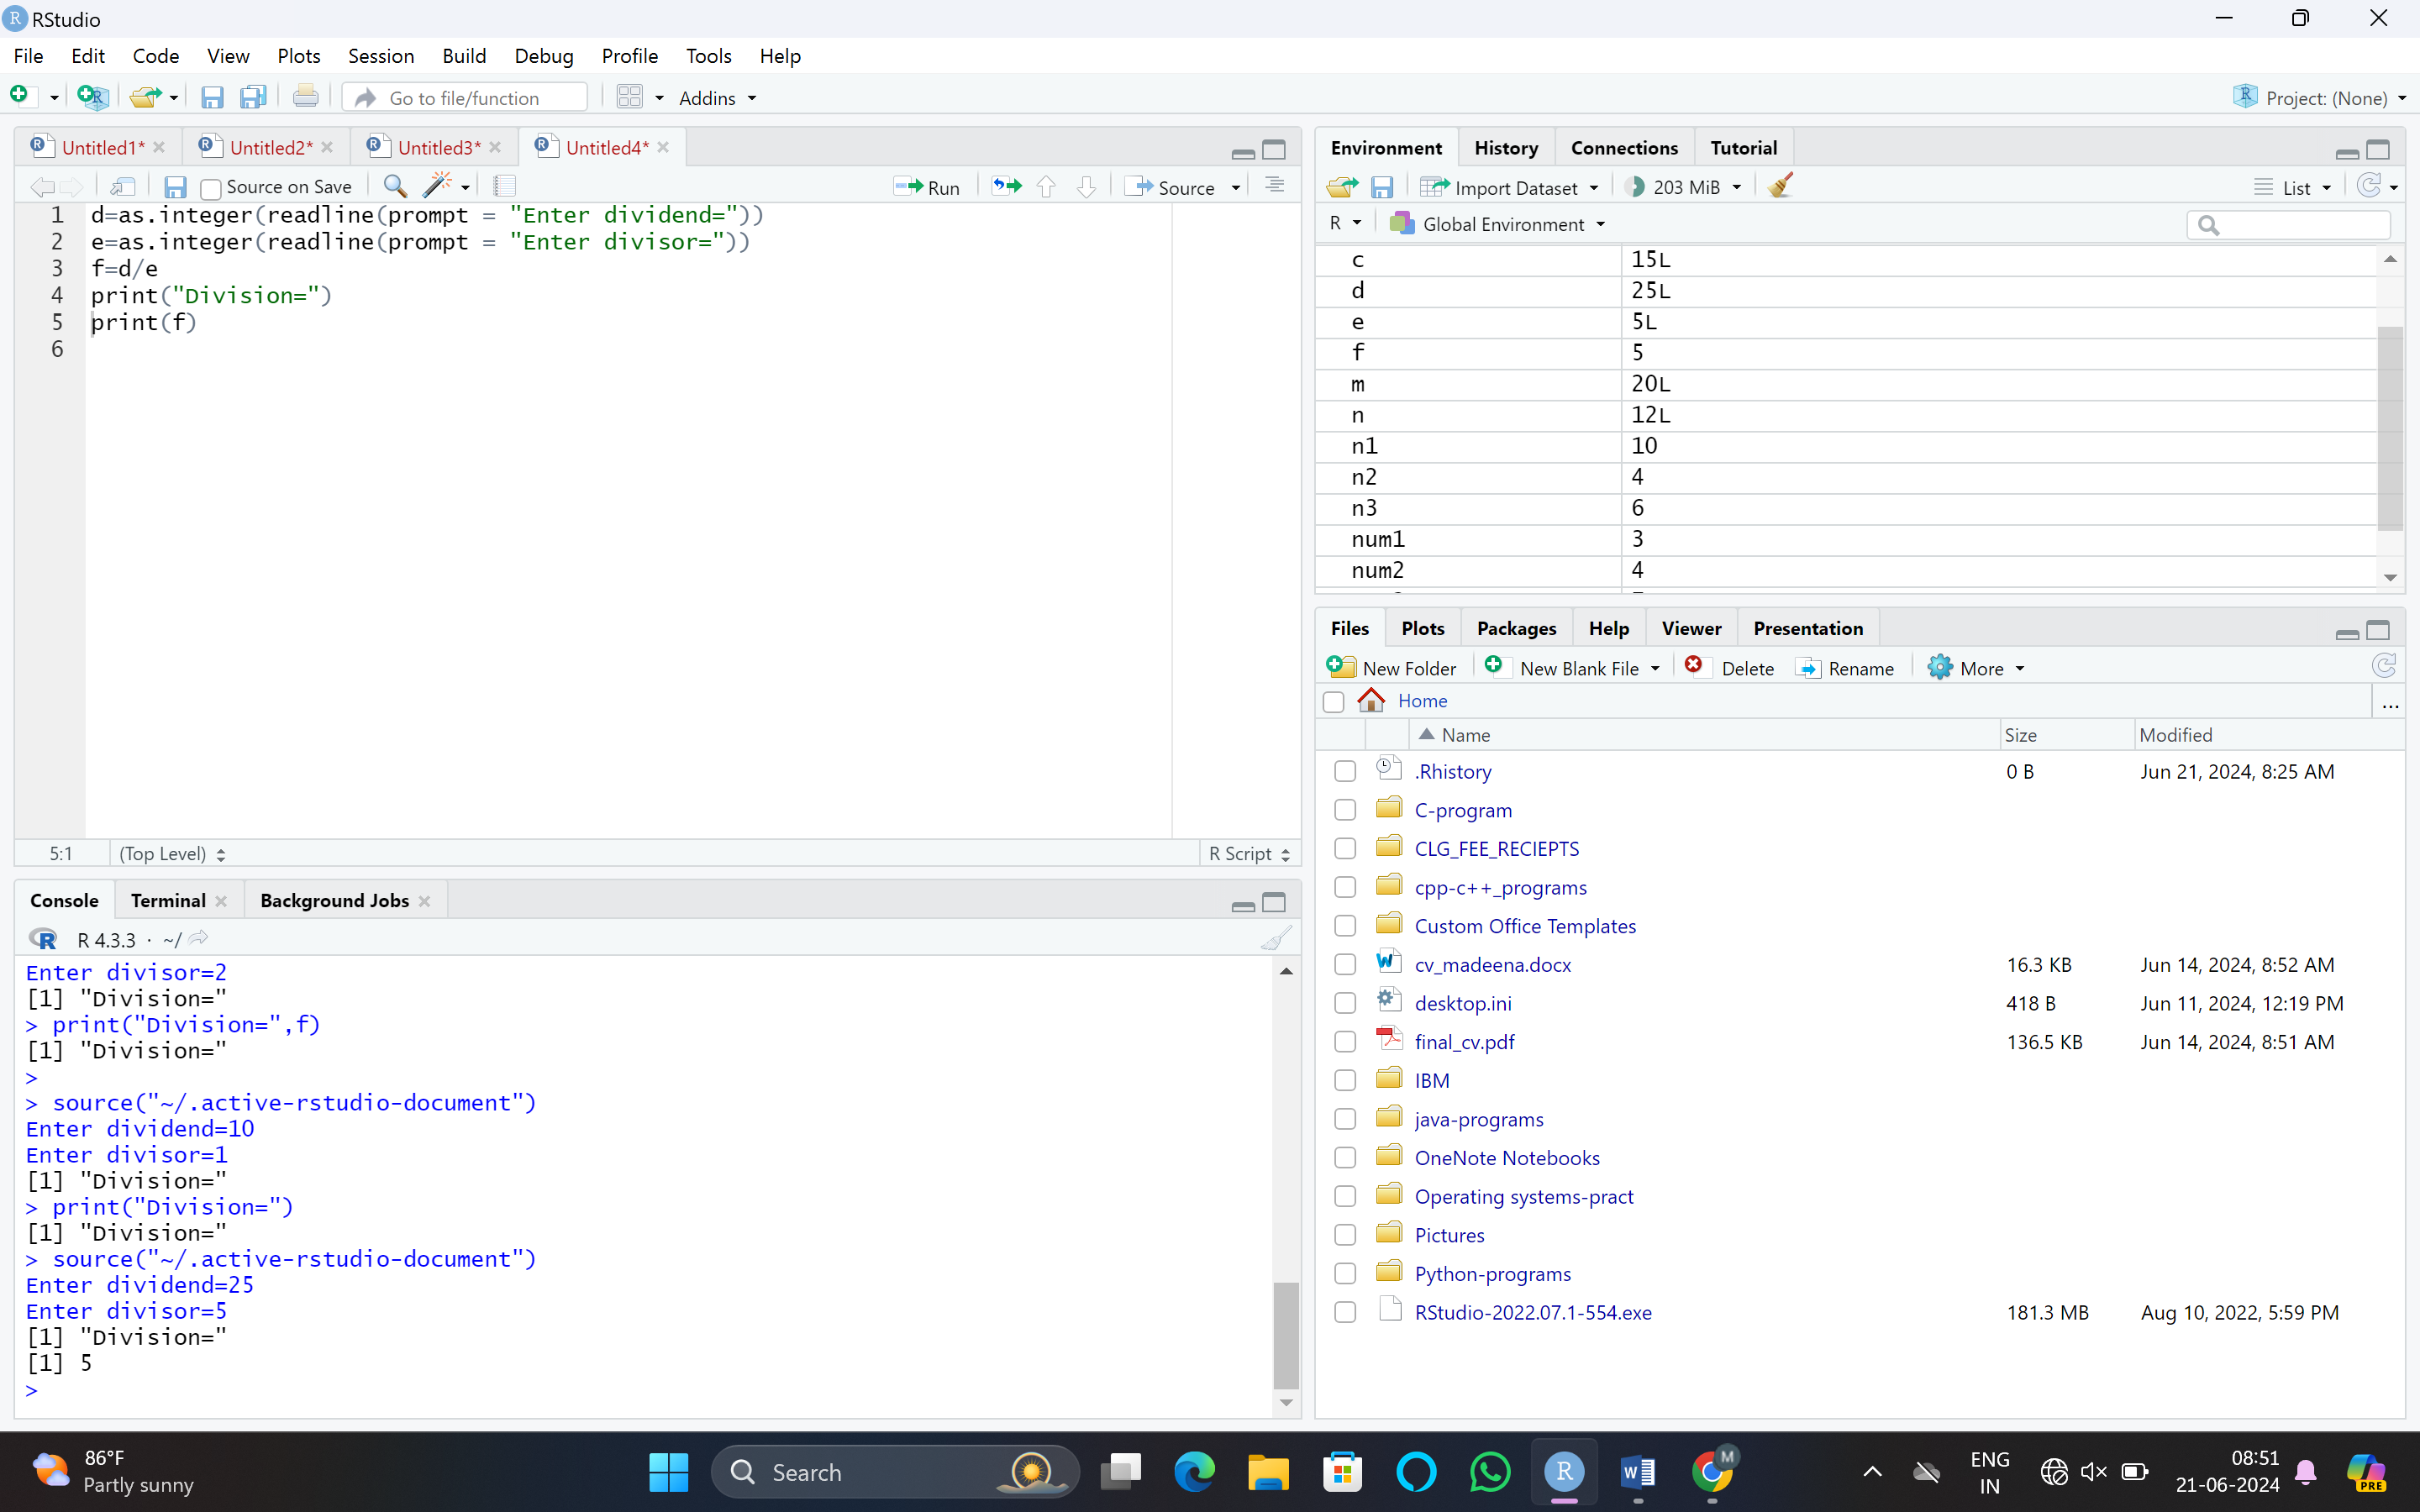 RStudio
File Edit Code View Plots Session Build Debug Profile Tools Help
Go to file/function Addins Project: (None)
Untitled1* Untitled2* Untitled3* Untitled4*
Source on Save Run Source
1 d=as.integer(readline(prompt = "Enter dividend="))
2 e=as.integer(readline(prompt = "Enter divisor="))
3 f=d/e
4 print("Division=")
5 print(f)
6
5:1 (Top Level) R Script
Console Terminal Background Jobs
R 4.3.3 · ~/
Enter divisor=2
[1] "Division="
> print("Division=",f)
[1] "Division="
>
> source("~/.active-rstudio-document")
Enter dividend=10
Enter divisor=1
[1] "Division="
> print("Division=")
[1] "Division="
> source("~/.active-rstudio-document")
Enter dividend=25
Enter divisor=5
[1] "Division="
[1] 5
>
Environment History Connections Tutorial
Import Dataset 203 MiB List
R Global Environment
c 15L
d 25L
e 5L
f 5
m 20L
n 12L
n1 10
n2 4
n3 6
num1 3
num2 4
Files Plots Packages Help Viewer Presentation
New Folder New Blank File Delete Rename More
Home ...
Name Size Modified
.Rhistory 0 B Jun 21, 2024, 8:25 AM
C-program
CLG_FEE_RECIEPTS
cpp-c++_programs
Custom Office Templates
cv_madeena.docx 16.3 KB Jun 14, 2024, 8:52 AM
desktop.ini 418 B Jun 11, 2024, 12:19 PM
final_cv.pdf 136.5 KB Jun 14, 2024, 8:51 AM
IBM
java-programs
OneNote Notebooks
Operating systems-pract
Pictures
Python-programs
RStudio-2022.07.1-554.exe 181.3 MB Aug 10, 2022, 5:59 PM
86°F
Partly sunny
Search
ENG
IN
08:51
21-06-2024
PRE